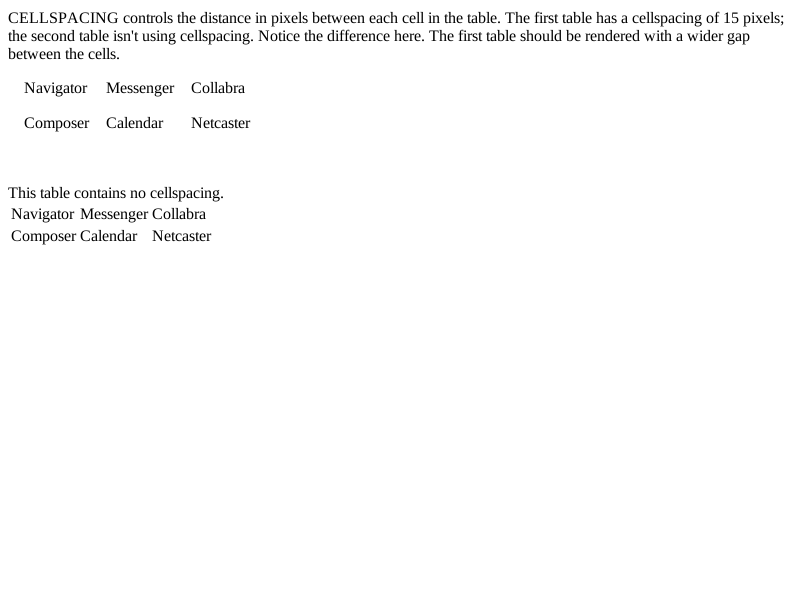 CELLSPACING controls the distance in pixels between each cell in the table. The first table has a cellspacing of 15 pixels;
the second table isn't using cellspacing. Notice the difference here. The first table should be rendered with a wider gap
between the cells.
Navigator Messenger Collabra
Composer Calendar Netcaster
This table contains no cellspacing.
Navigator Messenger Collabra
Composer Calendar Netcaster